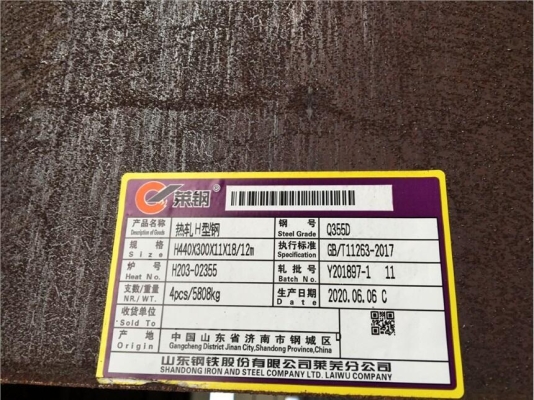 莱钢
产品名称 热轧H型钢 钢 号 Q355D
Description of Goods Steel Grade
规 格 H440X300X11X18/12m 执行标准 GB/T11263-2017
Size Specification
炉 号 H203-02355 轧批号 Y201897-1 11
Heat No. Batch No.
支数/重量 4pcs/5808kg 生产日期 2020.06.06 C
NR./WT. Date
收货单位
Sold To
产 地 中国山东省济南市钢城区
Origin Gangcheng District Jinan City,Shandong Province,China
山东钢铁股份有限公司莱芜分公司
SHANDONG IRON AND STEEL COMPANY LTD. LAIWU COMPANY